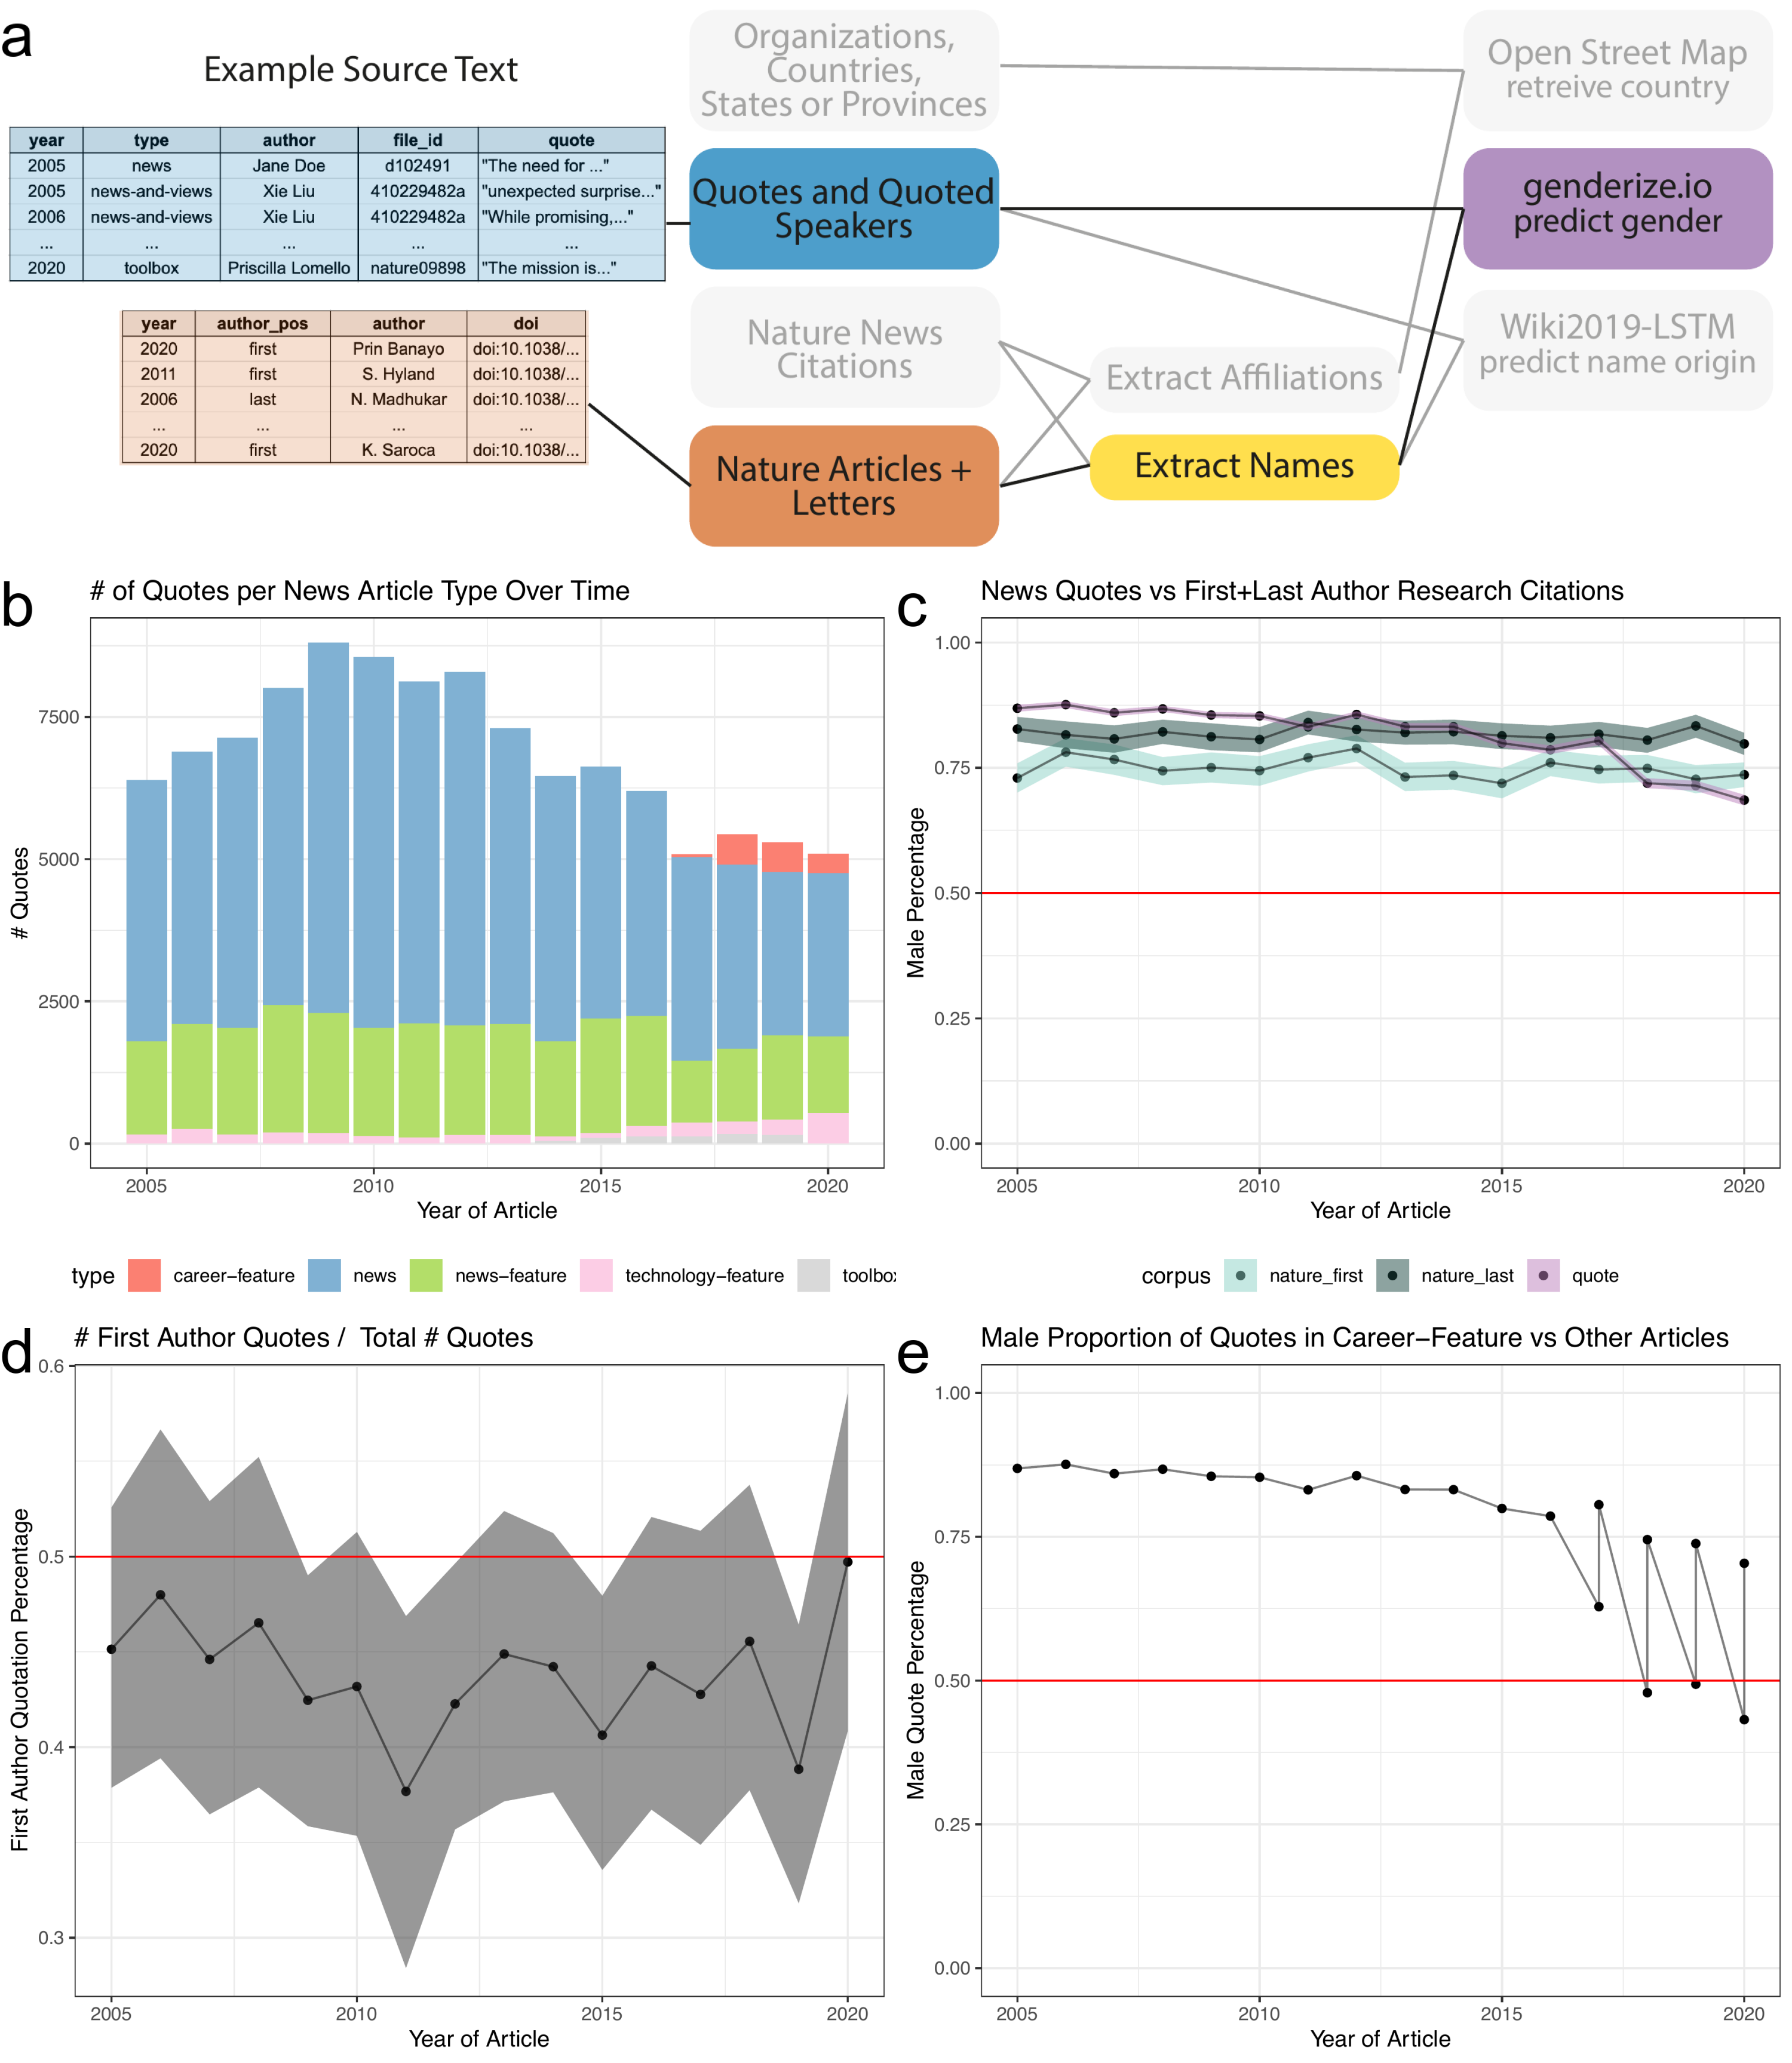 a
Example Source Text
year type author file_id quote
2005 news Jane Doe d102491 "The need for ..."
2005 news-and-views Xie Liu 410229482a "unexpected surprise..."
2006 news-and-views Xie Liu 410229482a "While promising,..."
... ... ... ... ...
2020 toolbox Priscilla Lomello nature09898 "The mission is..."
year author_pos author doi
2020 first Prin Banayo doi:10.1038/...
2011 first S. Hyland doi:10.1038/...
2006 last N. Madhukar doi:10.1038/...
... ... ... ...
2020 first K. Saroca doi:10.1038/...
Organizations,
Countries,
States or Provinces
Quotes and Quoted
Speakers
Nature News
Citations
Nature Articles +
Letters
Extract Affiliations
Extract Names
Open Street Map
retreive country
genderize.io
predict gender
Wiki2019-LSTM
predict name origin
b
# of Quotes per News Article Type Over Time
# Quotes
7500
5000
2500
0
2005 2010 2015 2020
Year of Article
type career-feature news news-feature technology-feature toolbox
c
News Quotes vs First+Last Author Research Citations
Male Percentage
1.00
0.75
0.50
0.25
0.00
2005 2010 2015 2020
Year of Article
corpus nature_first nature_last quote
d
# First Author Quotes / Total # Quotes
First Author Quotation Percentage
0.6
0.5
0.4
0.3
2005 2010 2015 2020
Year of Article
e
Male Proportion of Quotes in Career-Feature vs Other Articles
Male Quote Percentage
1.00
0.75
0.50
0.25
0.00
2005 2010 2015 2020
Year of Article